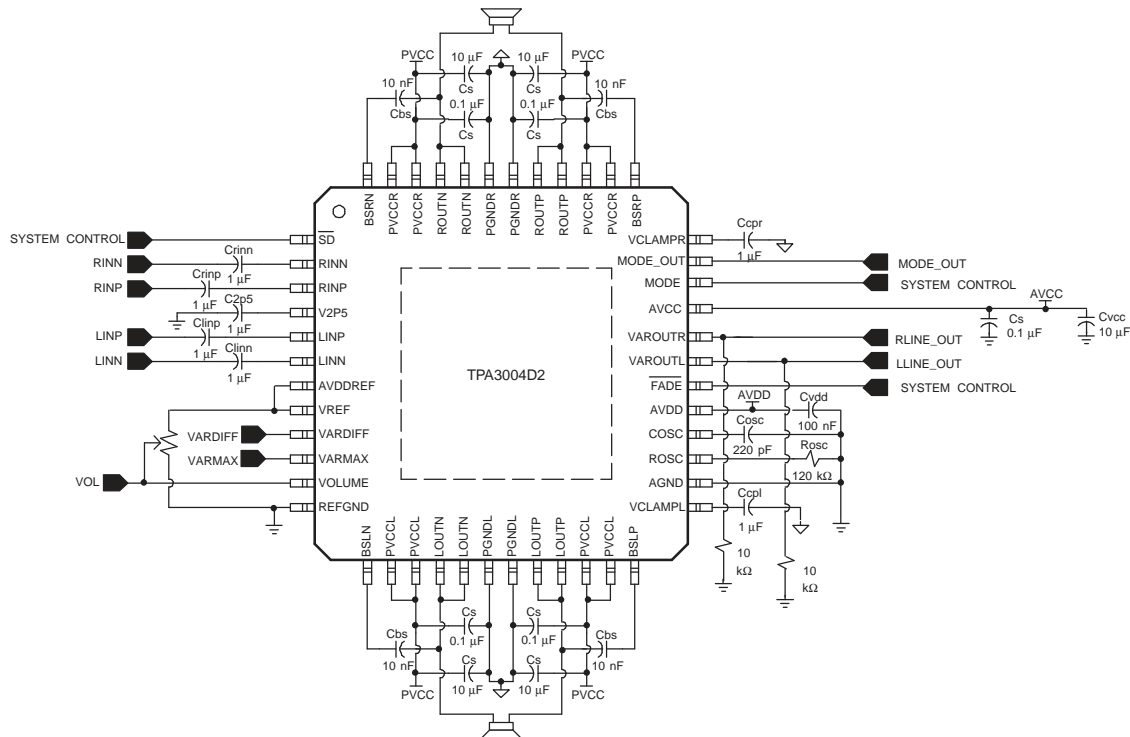 PVCC
10 µF
10 µF
PVCC
10 nF
Cs
Cs
10 nF
Cbs
0.1 µF
0.1 µF
Cbs
Cs
Cs
BSRN
PVCCR
PVCCR
ROUTN
ROUTN
PGNDR
PGNDR
ROUTP
ROUTP
PVCCR
PVCCR
BSRP
SYSTEM CONTROL
SD
RINN
Crinn
1 µF
RINN
RINP
Crinp
1 µF
RINP
C2p5
1 µF
V2P5
LINP
Clinp
1 µF
LINP
LINN
Clinn
1 µF
LINN
AVDDREF
VREF
VARDIFF
VARDIFF
VARMAX
VARMAX
VOL
VOLUME
REFGND
TPA3004D2
VCLAMPR
Ccpr
1 µF
MODE_OUT
MODE_OUT
MODE
SYSTEM CONTROL
AVCC
AVCC
Cs
0.1 µF
Cvcc
10 µF
VAROUTR
RLINE_OUT
VAROUTL
LLINE_OUT
FADE
SYSTEM CONTROL
AVDD
AVDD
Cvdd
100 nF
COSC
Cosc
220 pF
ROSC
Rosc
120 kΩ
AGND
VCLAMPL
Ccpl
1 µF
10
kΩ
10
kΩ
BSLN
PVCCL
PVCCL
LOUTN
LOUTN
PGNDL
PGNDL
LOUTP
LOUTP
PVCCL
PVCCL
BSLP
Cs
Cs
Cbs
0.1 µF
0.1 µF
Cbs
10 nF
Cs
Cs
10 nF
PVCC
10 µF
10 µF
PVCC